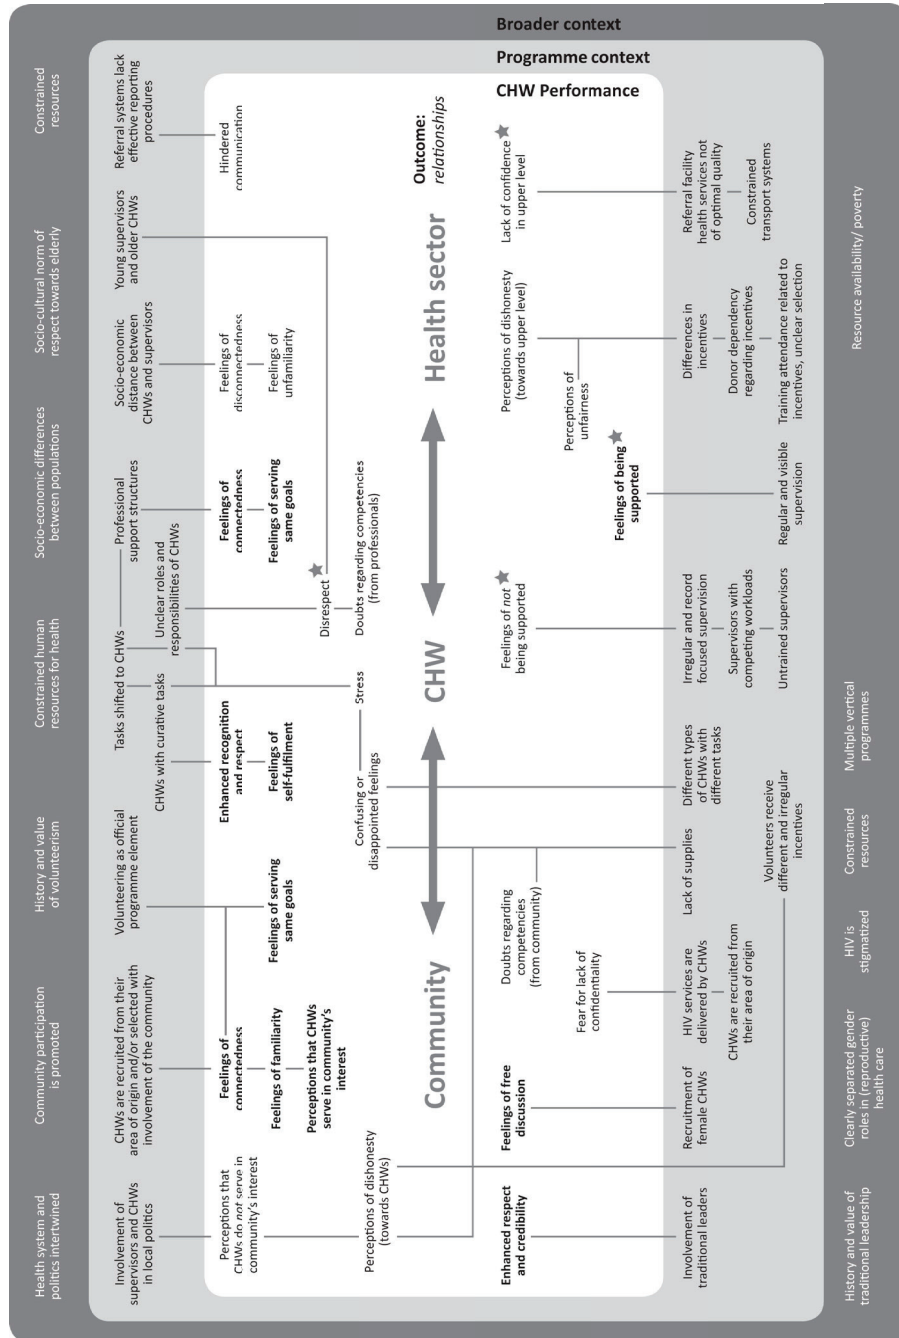 Broader context
Programme context
CHW Performance
Health system and
politics intertwined
Community participation
is promoted
History and value
of volunteerism
Constrained human
resources for health
Socio-economic differences
between populations
Socio-cultural norm of
respect towards elderly
Constrained
resources
Involvement of
supervisors and CHWs
in local politics
CHWs are recruited from their
area of origin and/or selected with
involvement of the community
Volunteering as official
programme element
Tasks shifted to CHWs
CHWs with curative tasks
Unclear roles and
responsibilities of CHWs
Professional
support structures
Socio-economic
distance between
CHWs and supervisors
Young supervisors
and older CHWs
Referral systems lack
effective reporting
procedures
Perceptions that
CHWs do not serve in
community's interest
Feelings of
connectedness
Feelings of familiarity
Perceptions that CHWs
serve in community's
interest
Feelings of serving
same goals
Enhanced recognition
and respect
Feelings of
self-fulfilment
Feelings of
connectedness
Feelings of serving
same goals
Feelings of
disconnectedness
Feelings of
unfamiliarity
Hindered
communication
Perceptions of dishonesty
(towards CHWs)
Confusing or
disappointed feelings
Stress
Disrespect
Doubts regarding competencies
(from professionals)
Community
CHW
Health sector
Outcome:
relationships
Enhanced respect
and credibility
Feelings of free
discussion
Fear for lack of
confidentiality
Doubts regarding
competencies
(from community)
Feelings of not
being supported
Feelings of being
supported
Perceptions of dishonesty
(towards upper level)
Perceptions of
unfairness
Lack of confidence
in upper level
Involvement of
traditional leaders
Recruitment of
female CHWs
HIV services are
delivered by CHWs
CHWs are recruited from
their area of origin
Lack of supplies
Volunteers receive
different and irregular
incentives
Different types
of CHWs with
different tasks
Irregular and record
focused supervision
Supervisors with
competing workloads
Untrained supervisors
Regular and visible
supervision
Differences in
incentives
Donor dependency
regarding incentives
Training attendance related to
incentives, unclear selection
Referral facility
health services not
of optimal quality
Constrained
transport systems
History and value of
traditional leadership
Clearly separated gender
roles in (reproductive)
health care
HIV is
stigmatized
Constrained
resources
Multiple vertical
programmes
Resource availability/ poverty